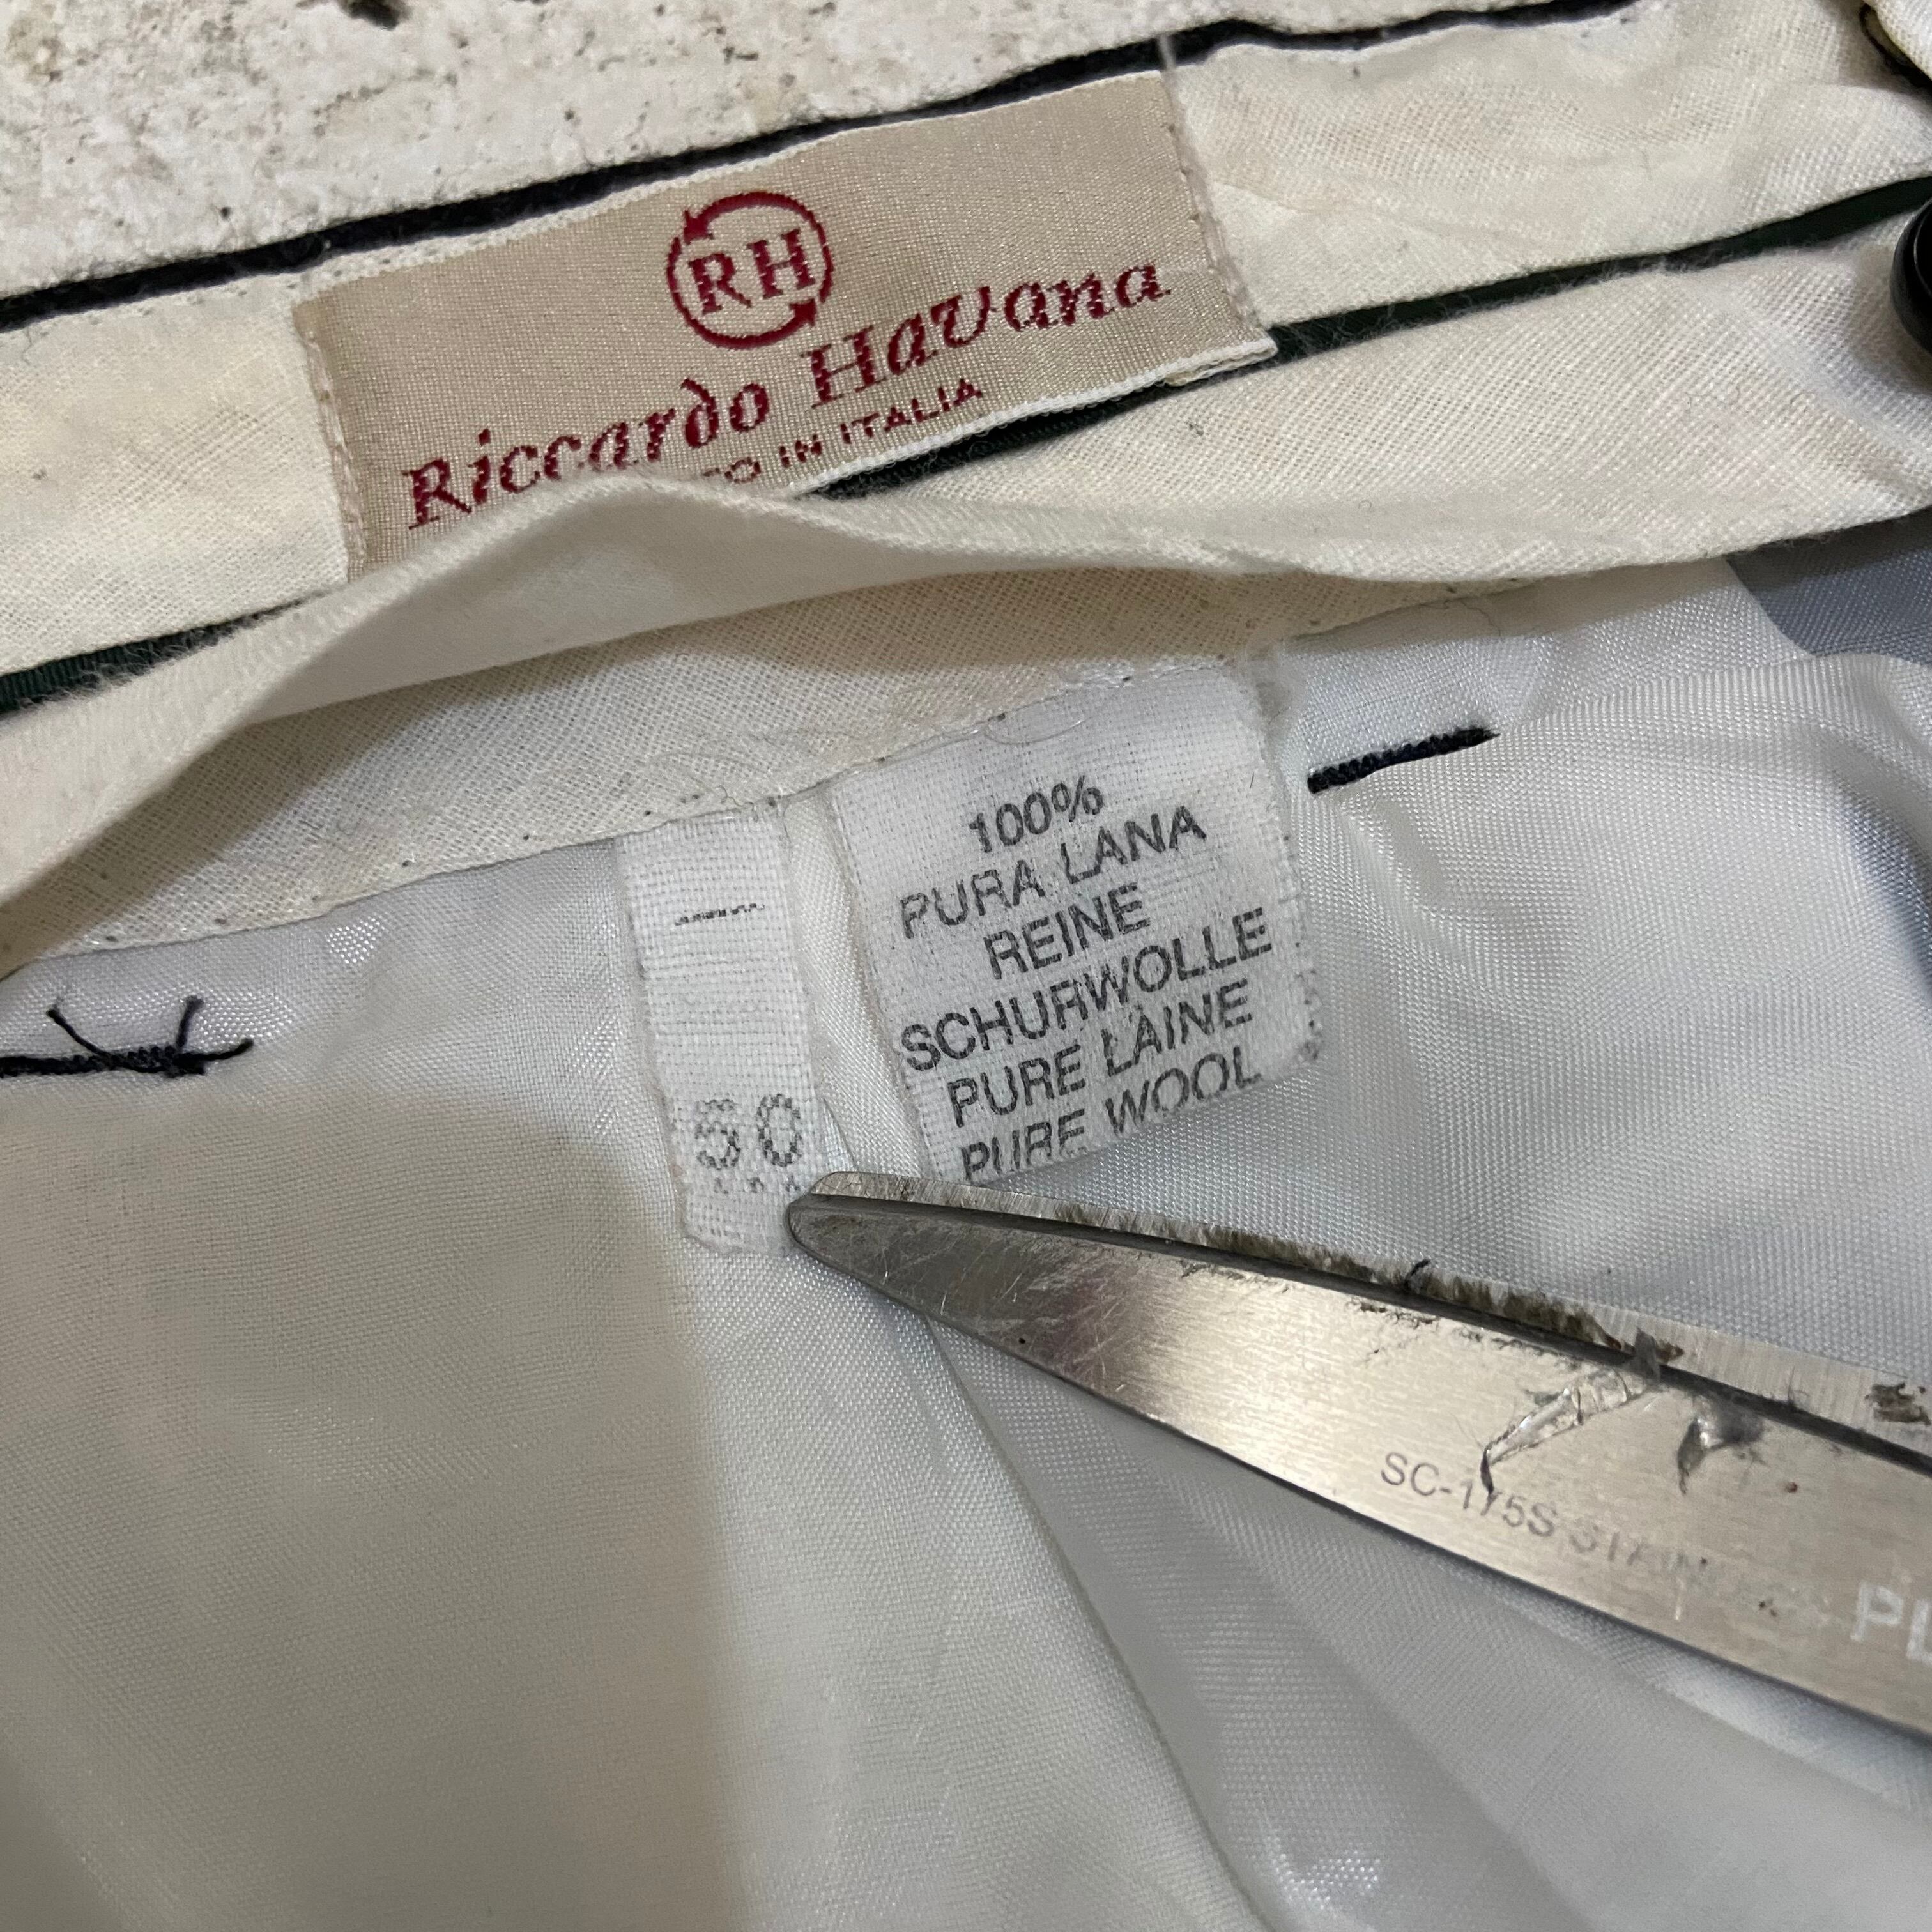 RH
Riccardo Havana
IN ITALIA
100%
PURA LANA
REINE
SCHURWOLLE
PURE LAINE
PURE WOOL
50
SC-175S